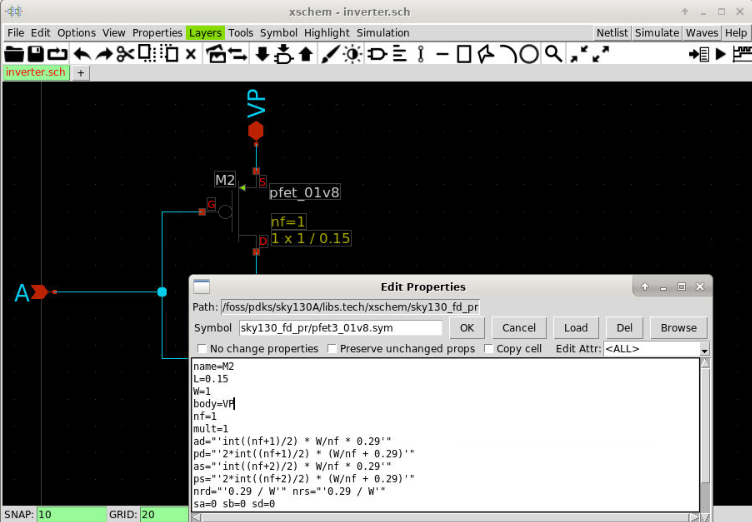 xschem - inverter.sch
File Edit Options View Properties Layers Tools Symbol Highlight Simulation Netlist Simulate Waves Help
inverter.sch +
VP
M2
S
pfet_01v8
G
nf=1
D 1 x 1 / 0.15
A
Edit Properties
Path: /foss/pdks/sky130A/libs.tech/xschem/sky130_fd_pr
Symbol sky130_fd_pr/pfet3_01v8.sym OK Cancel Load Del Browse
No change properties Preserve unchanged props Copy cell Edit Attr: <ALL>
name=M2
L=0.15
W=1
body=VP
nf=1
mult=1
ad="'int((nf+1)/2) * W/nf * 0.29'"
pd="'2*int((nf+1)/2) * (W/nf + 0.29)'"
as="'int((nf+2)/2) * W/nf * 0.29'"
ps="'2*int((nf+2)/2) * (W/nf + 0.29)'"
nrd="'0.29 / W'" nrs="'0.29 / W'"
sa=0 sb=0 sd=0
SNAP: 10 GRID: 20